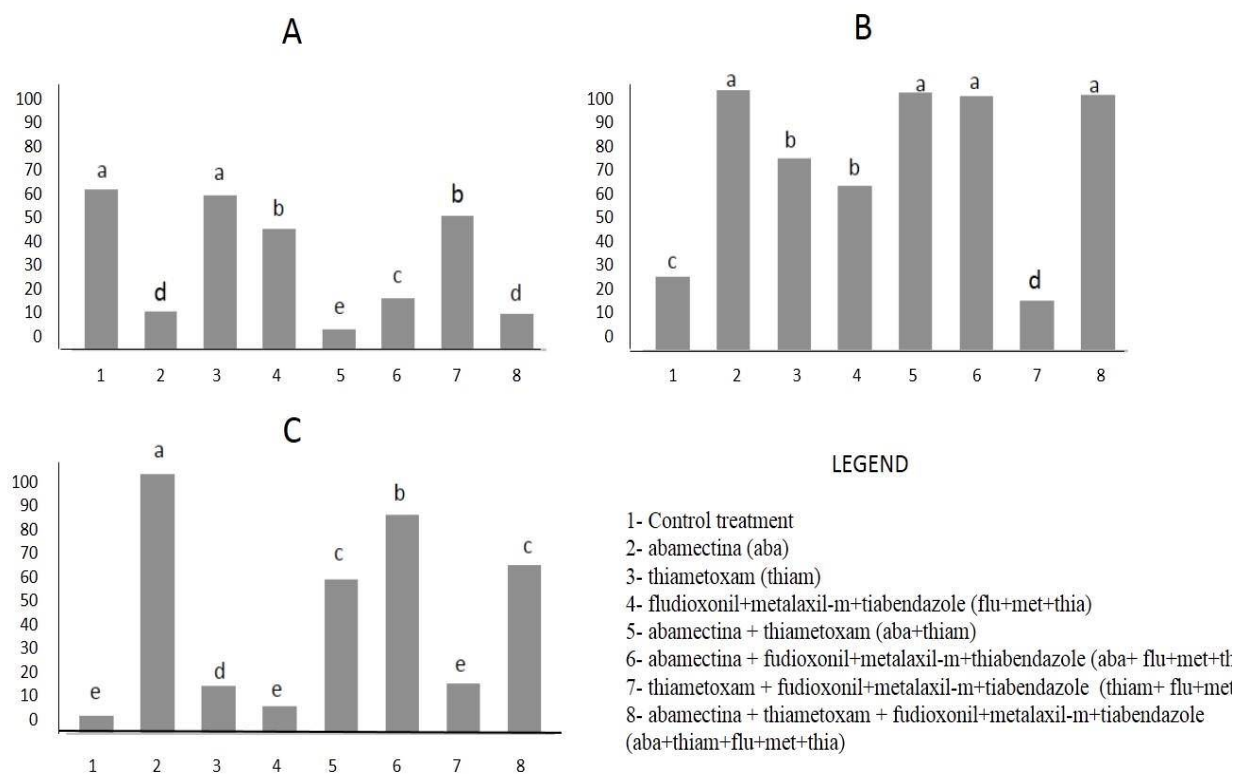 A
100
90
80
70
60
50
40
30
20
10
0
a
d
a
b
e
c
b
d
1 2 3 4 5 6 7 8
B
100
90
80
70
60
50
40
30
20
10
0
c
a
b
b
a
a
d
a
1 2 3 4 5 6 7 8
C
100
90
80
70
60
50
40
30
20
10
0
e
a
d
e
c
b
e
c
1 2 3 4 5 6 7 8
LEGEND
1- Control treatment
2- abamectina (aba)
3- thiametoxam (thiam)
4- fludioxonil+metalaxil-m+tiabendazole (flu+met+thia)
5- abamectina + thiametoxam (aba+thiam)
6- abamectina + fudioxonil+metalaxil-m+thiabendazole (aba+ flu+met+th
7- thiametoxam + fudioxonil+metalaxil-m+tiabendazole (thiam+ flu+met
8- abamectina + thiametoxam + fudioxonil+metalaxil-m+tiabendazole
(aba+thiam+flu+met+thia)